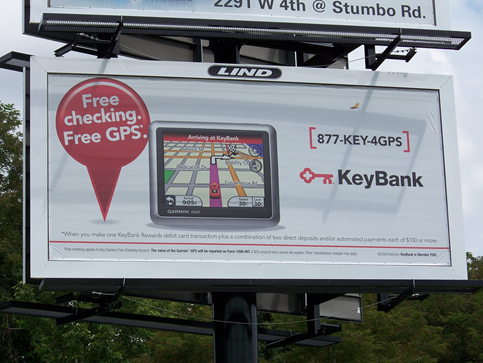 2291 W 4th @ Stumbo Rd.
LIND
Free
checking.
Free GPS.
Arriving at KeyBank
GARMIN
[877-KEY-4GPS]
KeyBank
*When you make one KeyBank Rewards debit card transaction plus a combination of two direct deposits and/or automated payments each of $100 or more.